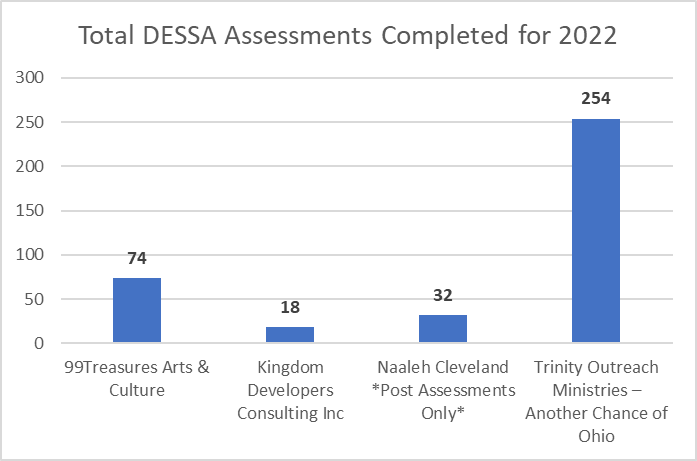 Total DESSA Assessments Completed for 2022
300
250
200
150
100
50
0
74
18
32
254
99Treasures Arts &
Culture
Kingdom
Developers
Consulting Inc
Naaleh Cleveland
*Post Assessments
Only*
Trinity Outreach
Ministries –
Another Chance of
Ohio